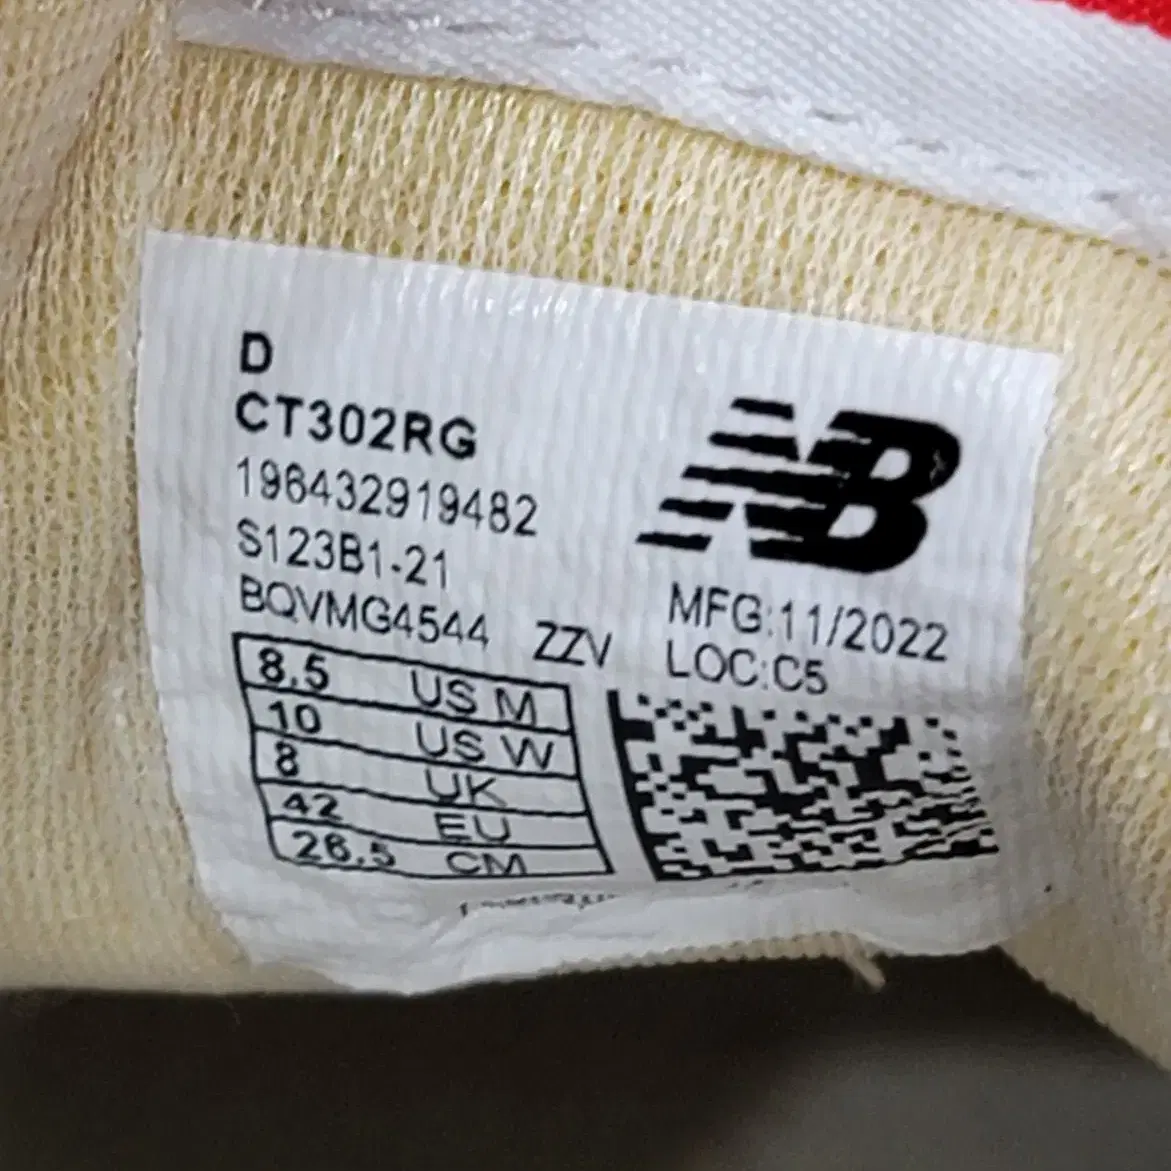 D
CT302RG
196432919482
S123B1-21
BQVMG4544 ZZV
NB
MFG:11/2022
LOC:C5
8.5 US M
10 US W
8 UK
42 EU
26.5 CM